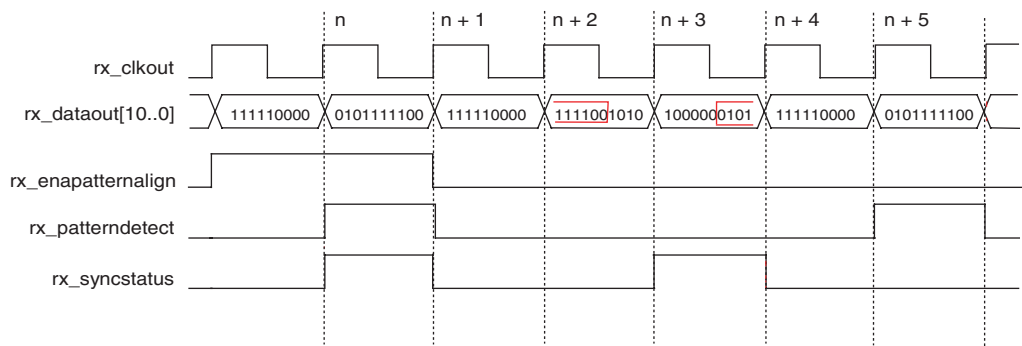 n n + 1 n + 2 n + 3 n + 4 n + 5
rx_clkout
rx_dataout[10..0] 111110000 0101111100 111110000 1111001010 1000000101 111110000 0101111100
rx_enapatternalign
rx_patterndetect
rx_syncstatus